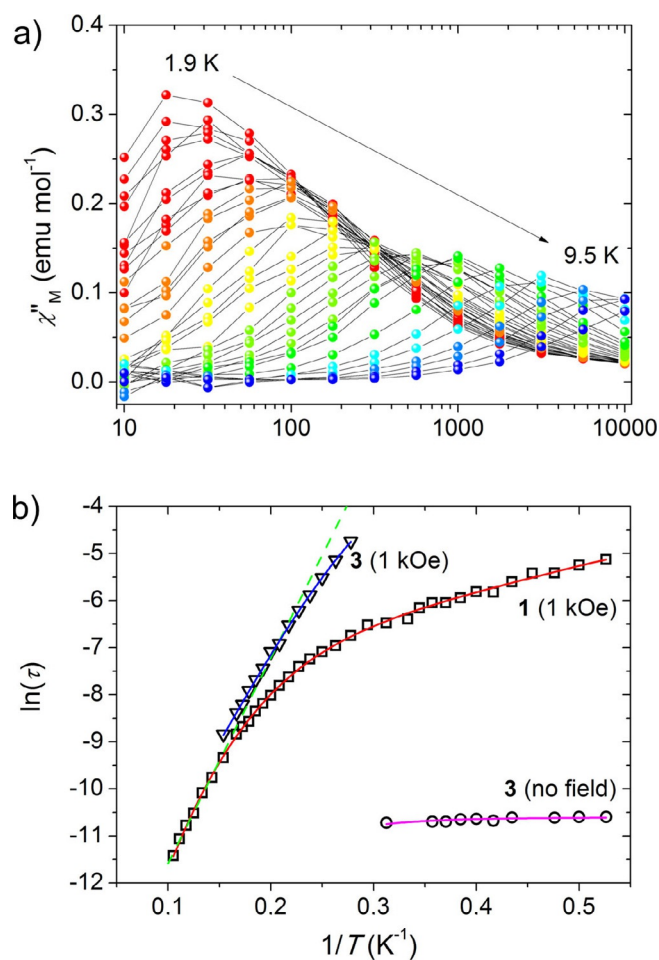 a)
0.4
0.3
0.2
0.1
0.0
χ"M (emu mol⁻¹)
1.9 K
9.5 K
10 100 1000 10000
b)
-4
-5
-6
-7
-8
-9
-10
-11
-12
ln(τ)
3 (1 kOe)
1 (1 kOe)
3 (no field)
0.1 0.2 0.3 0.4 0.5
1/T (K⁻¹)